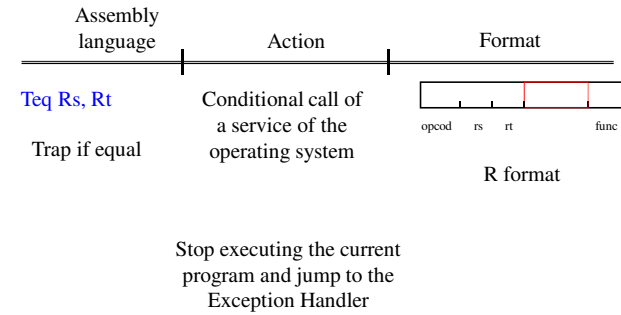 Assembly
language
Action
Format
Teq Rs, Rt
Trap if equal
Conditional call of
a service of the
operating system
opcod rs rt func
R format
Stop executing the current
program and jump to the
Exception Handler